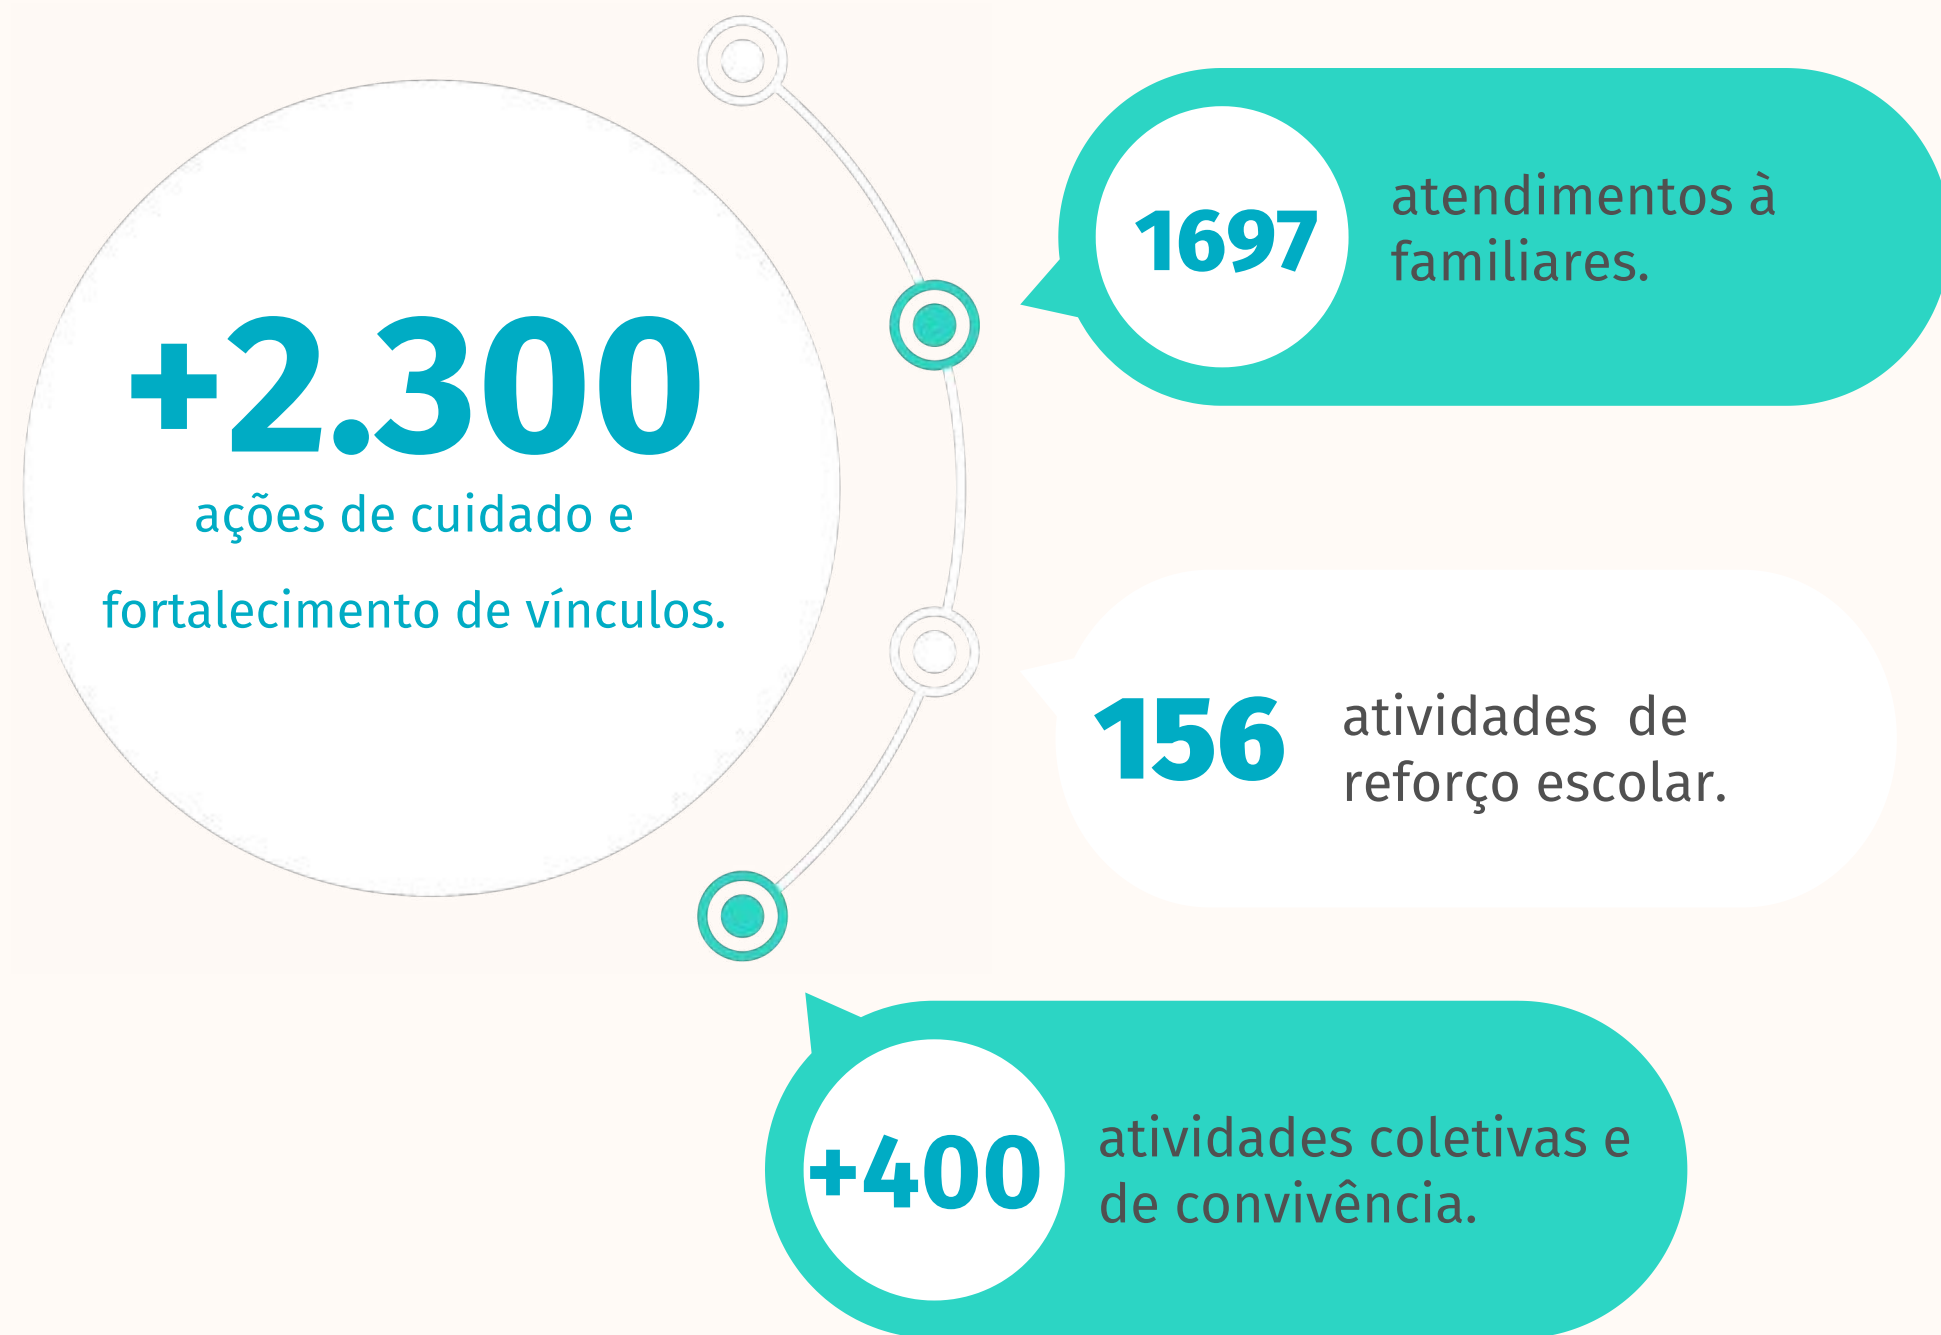 +2.300
ações de cuidado e
fortalecimento de vínculos.
1697
atendimentos à
familiares.
156
atividades de
reforço escolar.
+400
atividades coletivas e
de convivência.